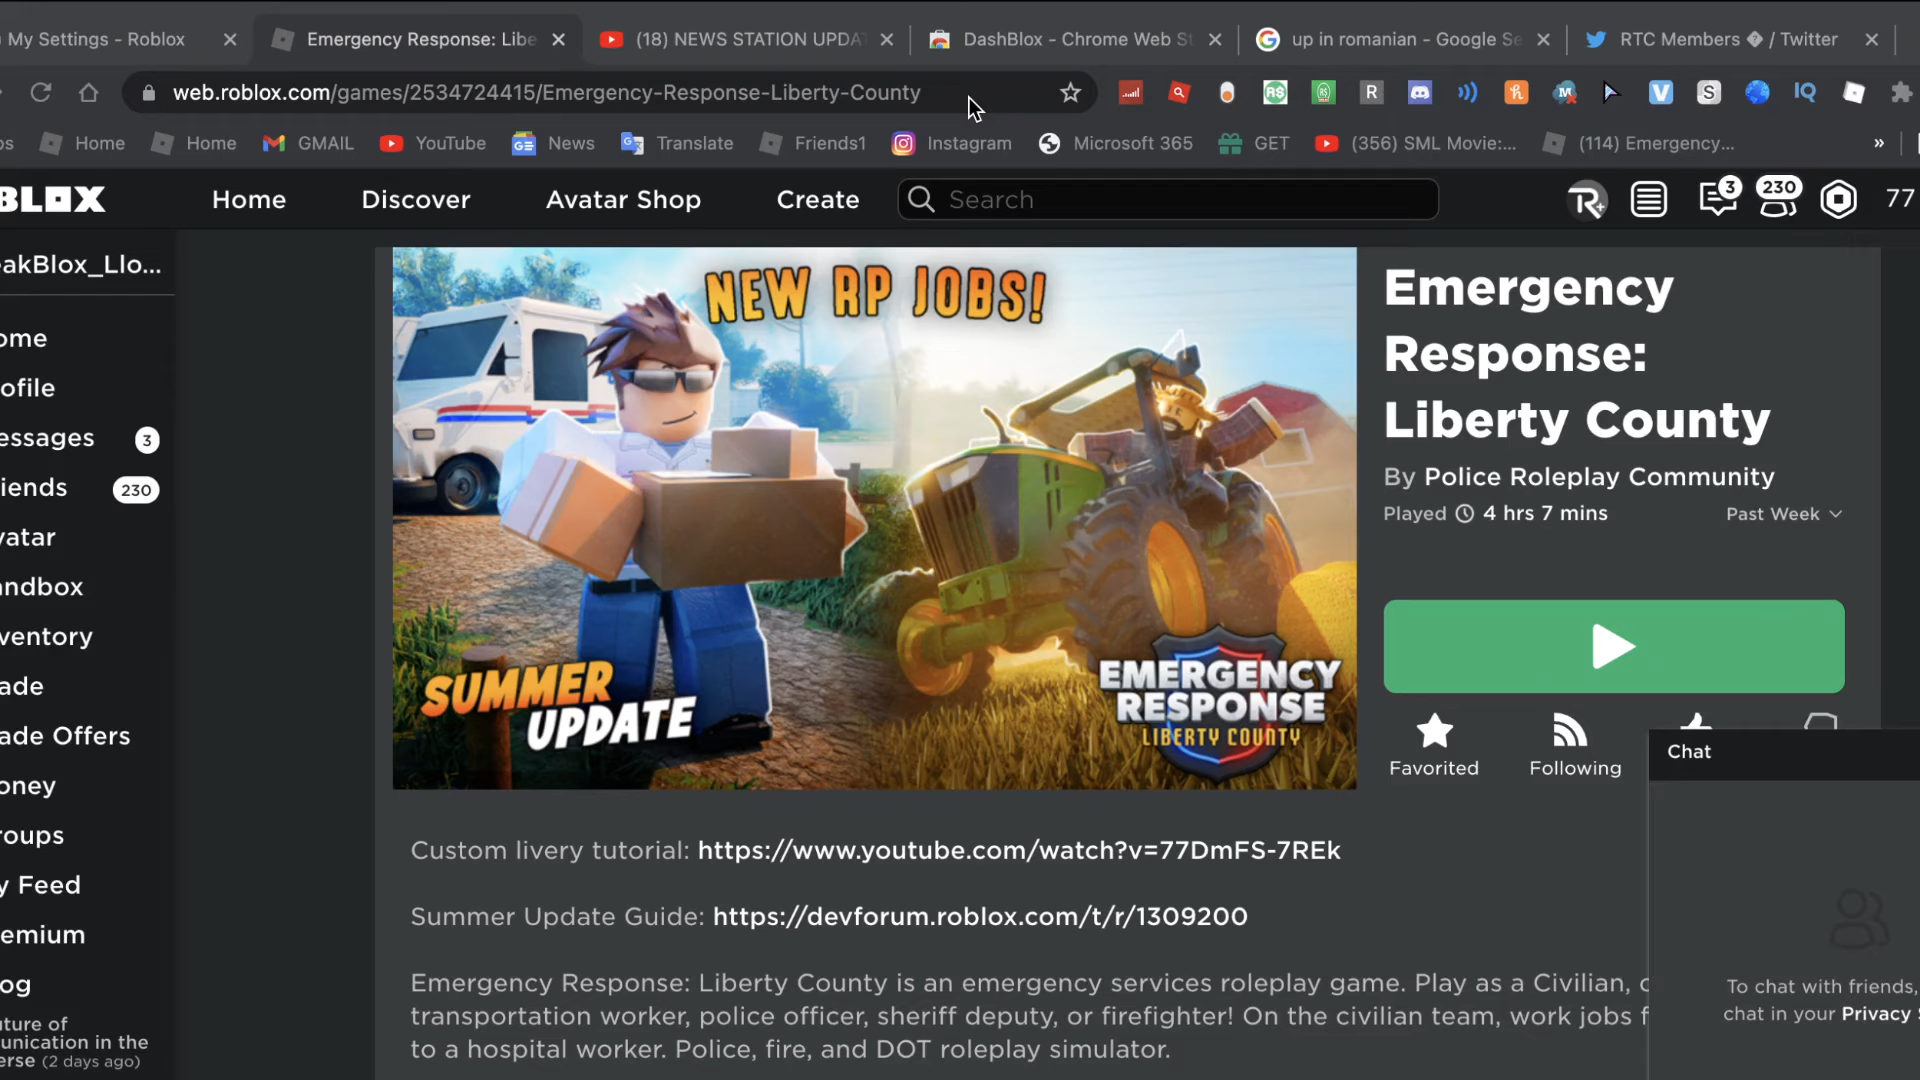 My Settings - Roblox
Emergency Response: Libe
(18) NEWS STATION UPDA
DashBlox - Chrome Web St
up in romanian - Google Se
RTC Members � / Twitter
web.roblox.com/games/2534724415/Emergency-Response-Liberty-County
os
Home
Home
GMAIL
YouTube
News
Translate
Friends1
Instagram
Microsoft 365
GET
(356) SML Movie:...
(114) Emergency...
»
BLOX
Home
Discover
Avatar Shop
Create
Search
3
230
77
eakBlox_Llo...
ome
ofile
essages 3
iends 230
vatar
andbox
ventory
ade
ade Offers
oney
roups
y Feed
emium
og
uture of
unication in the
erse (2 days ago)
NEW RP JOBS!
SUMMER
UPDATE
EMERGENCY
RESPONSE
LIBERTY COUNTY
Emergency
Response:
Liberty County
By Police Roleplay Community
Played 4 hrs 7 mins
Past Week
Favorited
Following
Chat
To chat with friends,
chat in your Privacy S
Custom livery tutorial: https://www.youtube.com/watch?v=77DmFS-7REk
Summer Update Guide: https://devforum.roblox.com/t/r/1309200
Emergency Response: Liberty County is an emergency services roleplay game. Play as a Civilian, c
transportation worker, police officer, sheriff deputy, or firefighter! On the civilian team, work jobs f
to a hospital worker. Police, fire, and DOT roleplay simulator.